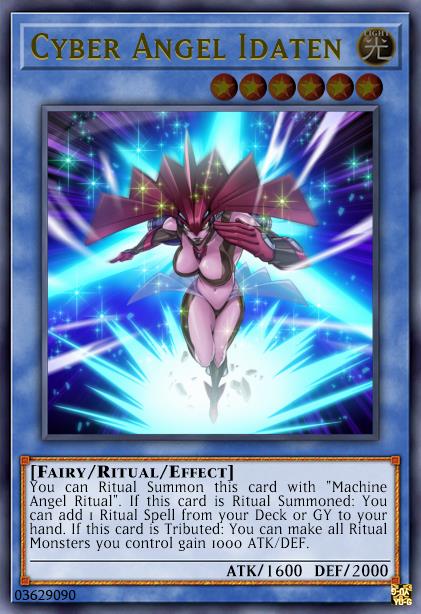 Cyber Angel Idaten
LIGHT
光
[Fairy/Ritual/Effect]
You can Ritual Summon this card with "Machine
Angel Ritual". If this card is Ritual Summoned: You
can add 1 Ritual Spell from your Deck or GY to your
hand. If this card is Tributed: You can make all Ritual
Monsters you control gain 1000 ATK/DEF.
ATK/1600 DEF/2000
03629090